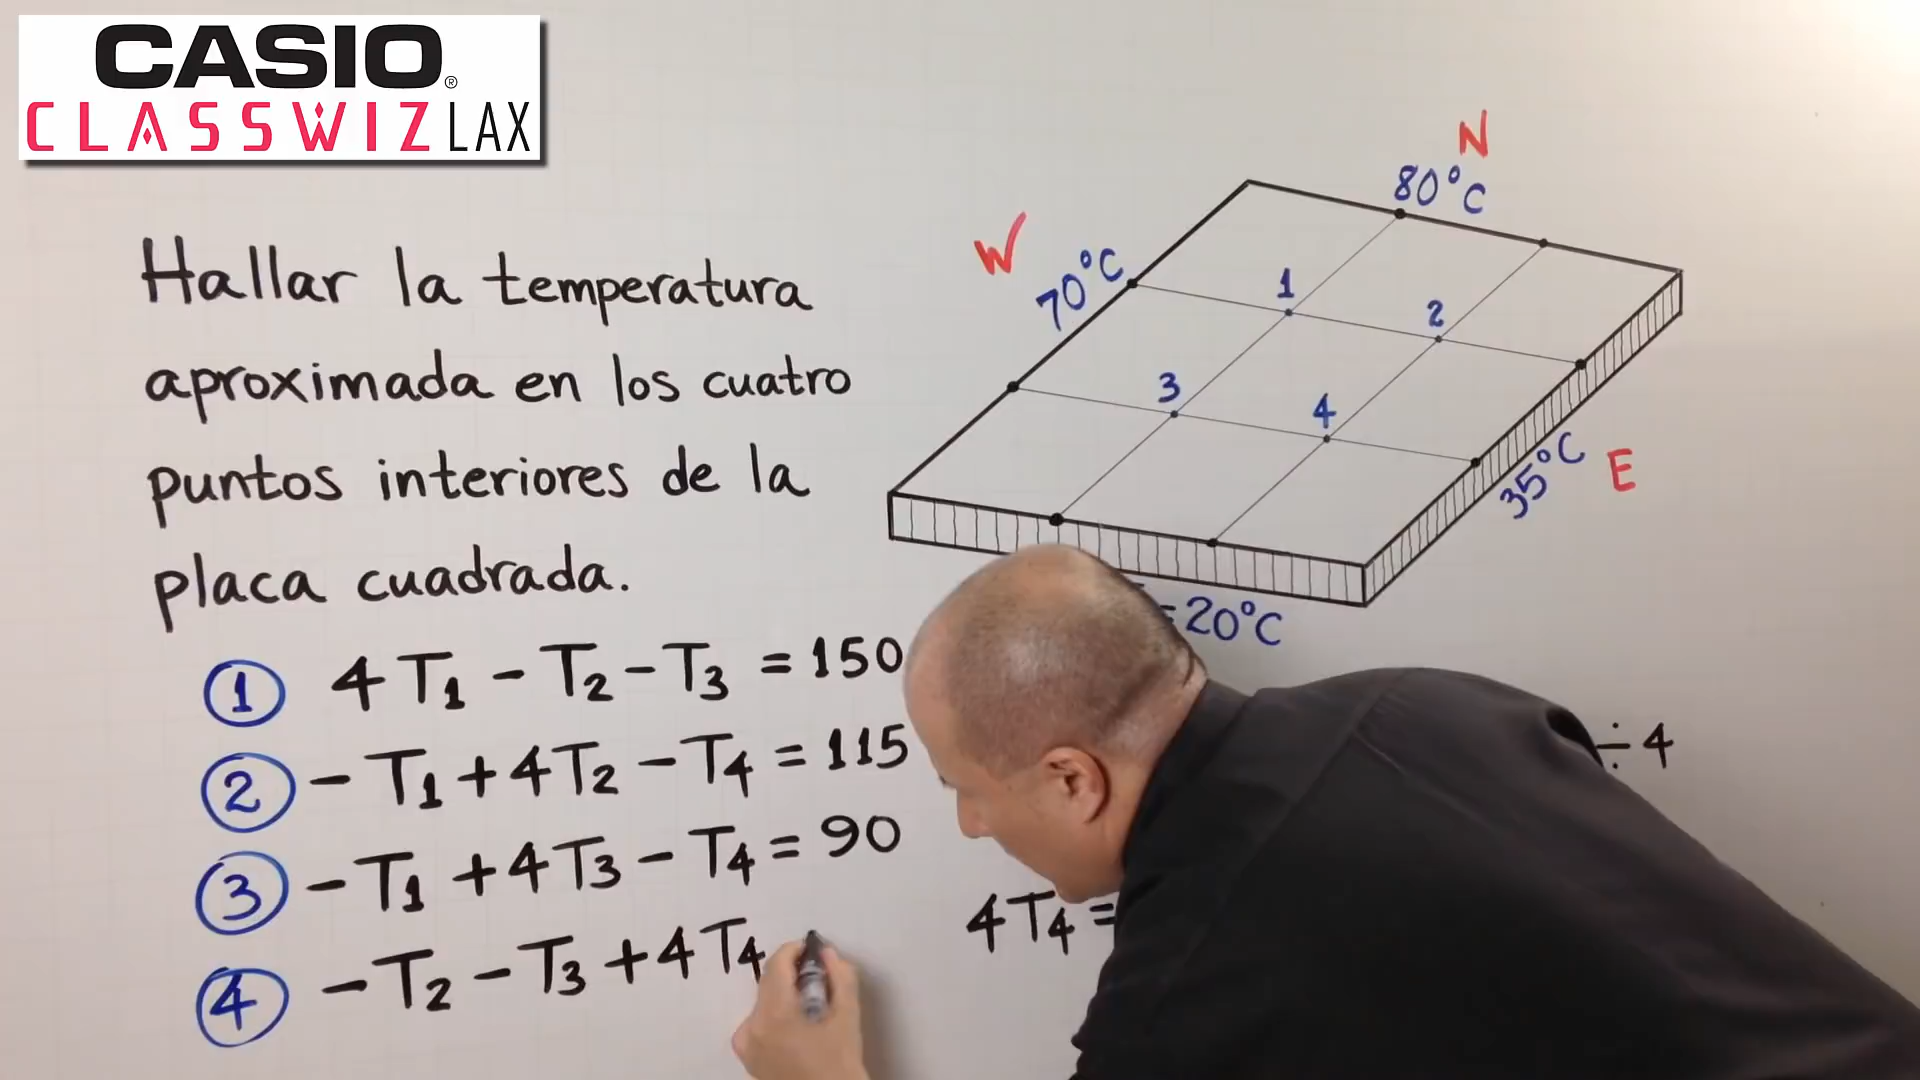 CASIO®
CLASSWIZ LAX
N
80°C
W
70°C
1
2
3
4
35°C
E
=20°C
Hallar la temperatura
aproximada en los cuatro
puntos interiores de la
placa cuadrada.
① 4T₁ - T₂ - T₃ = 150
② - T₁ + 4T₂ - T₄ = 115
③ - T₁ + 4T₃ - T₄ = 90
④ - T₂ - T₃ + 4T₄
÷4
4T₄ =